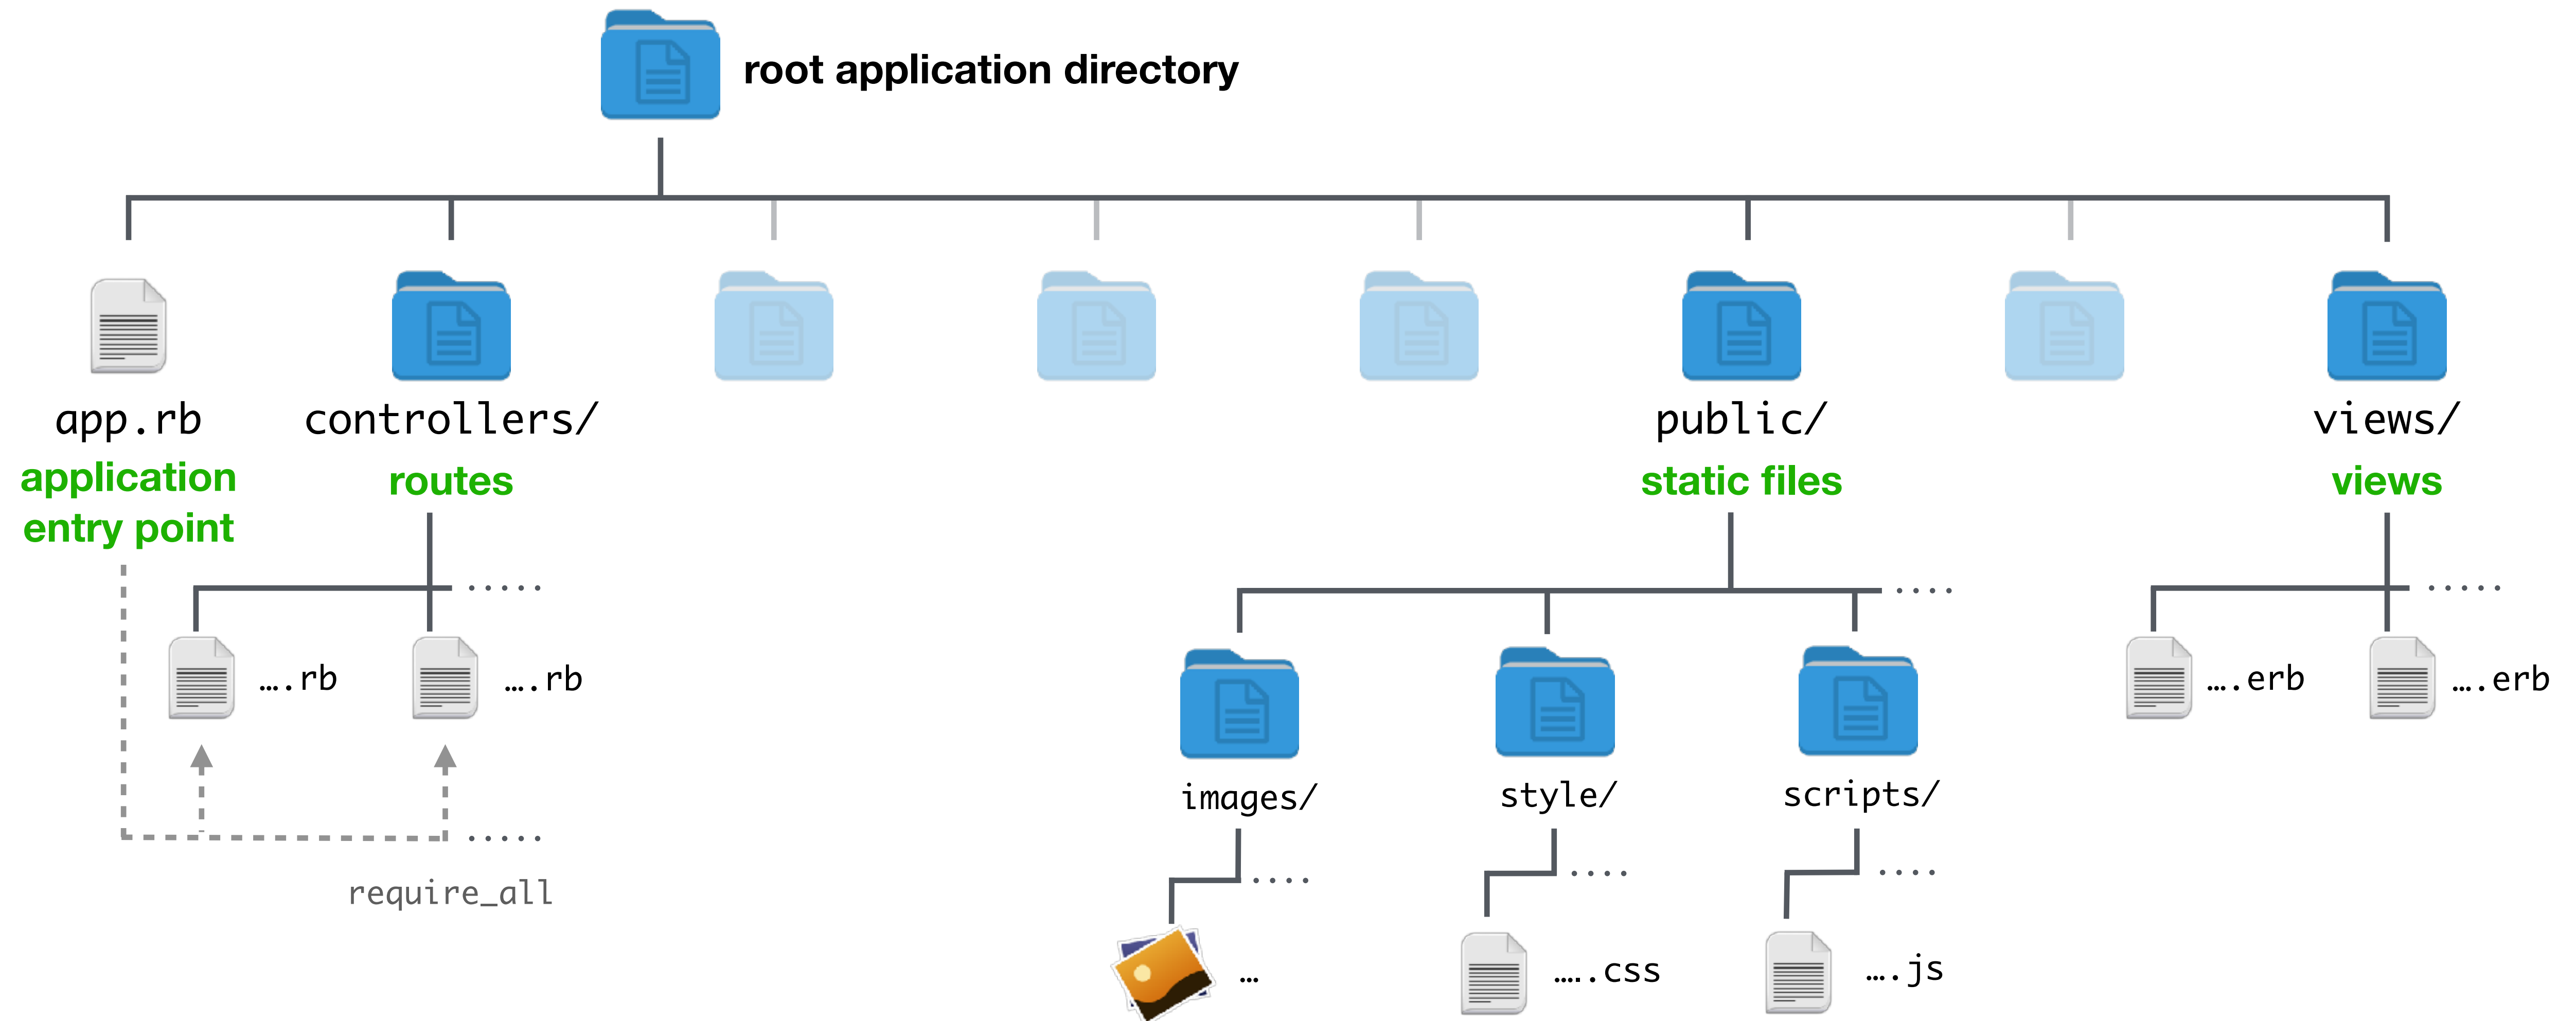 root application directory
app.rb
controllers/
public/
views/
application
entry point
routes
static files
views
.....
....
.....
….rb
….rb
….erb
….erb
images/
style/
scripts/
.....
....
....
....
require_all
…
…..css
….js